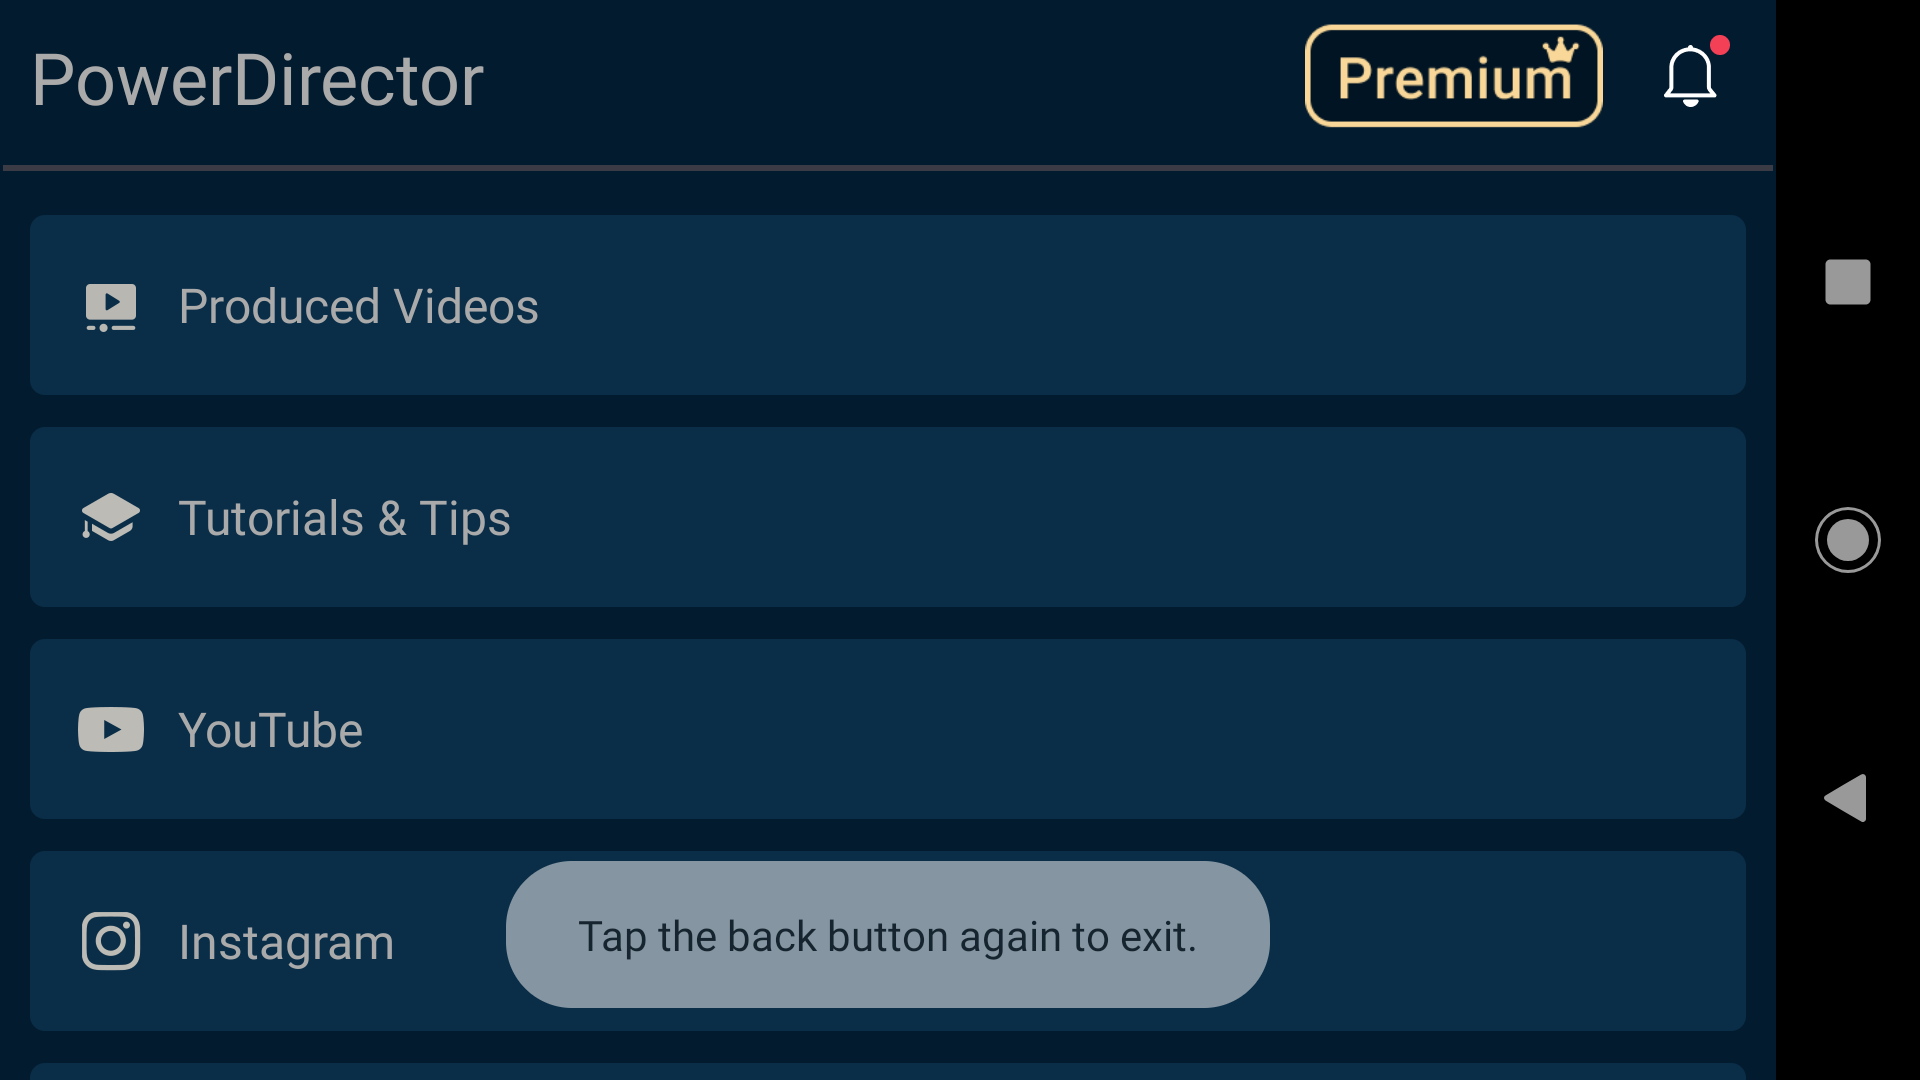 PowerDirector
Premium
Produced Videos
Tutorials & Tips
YouTube
Instagram
Tap the back button again to exit.